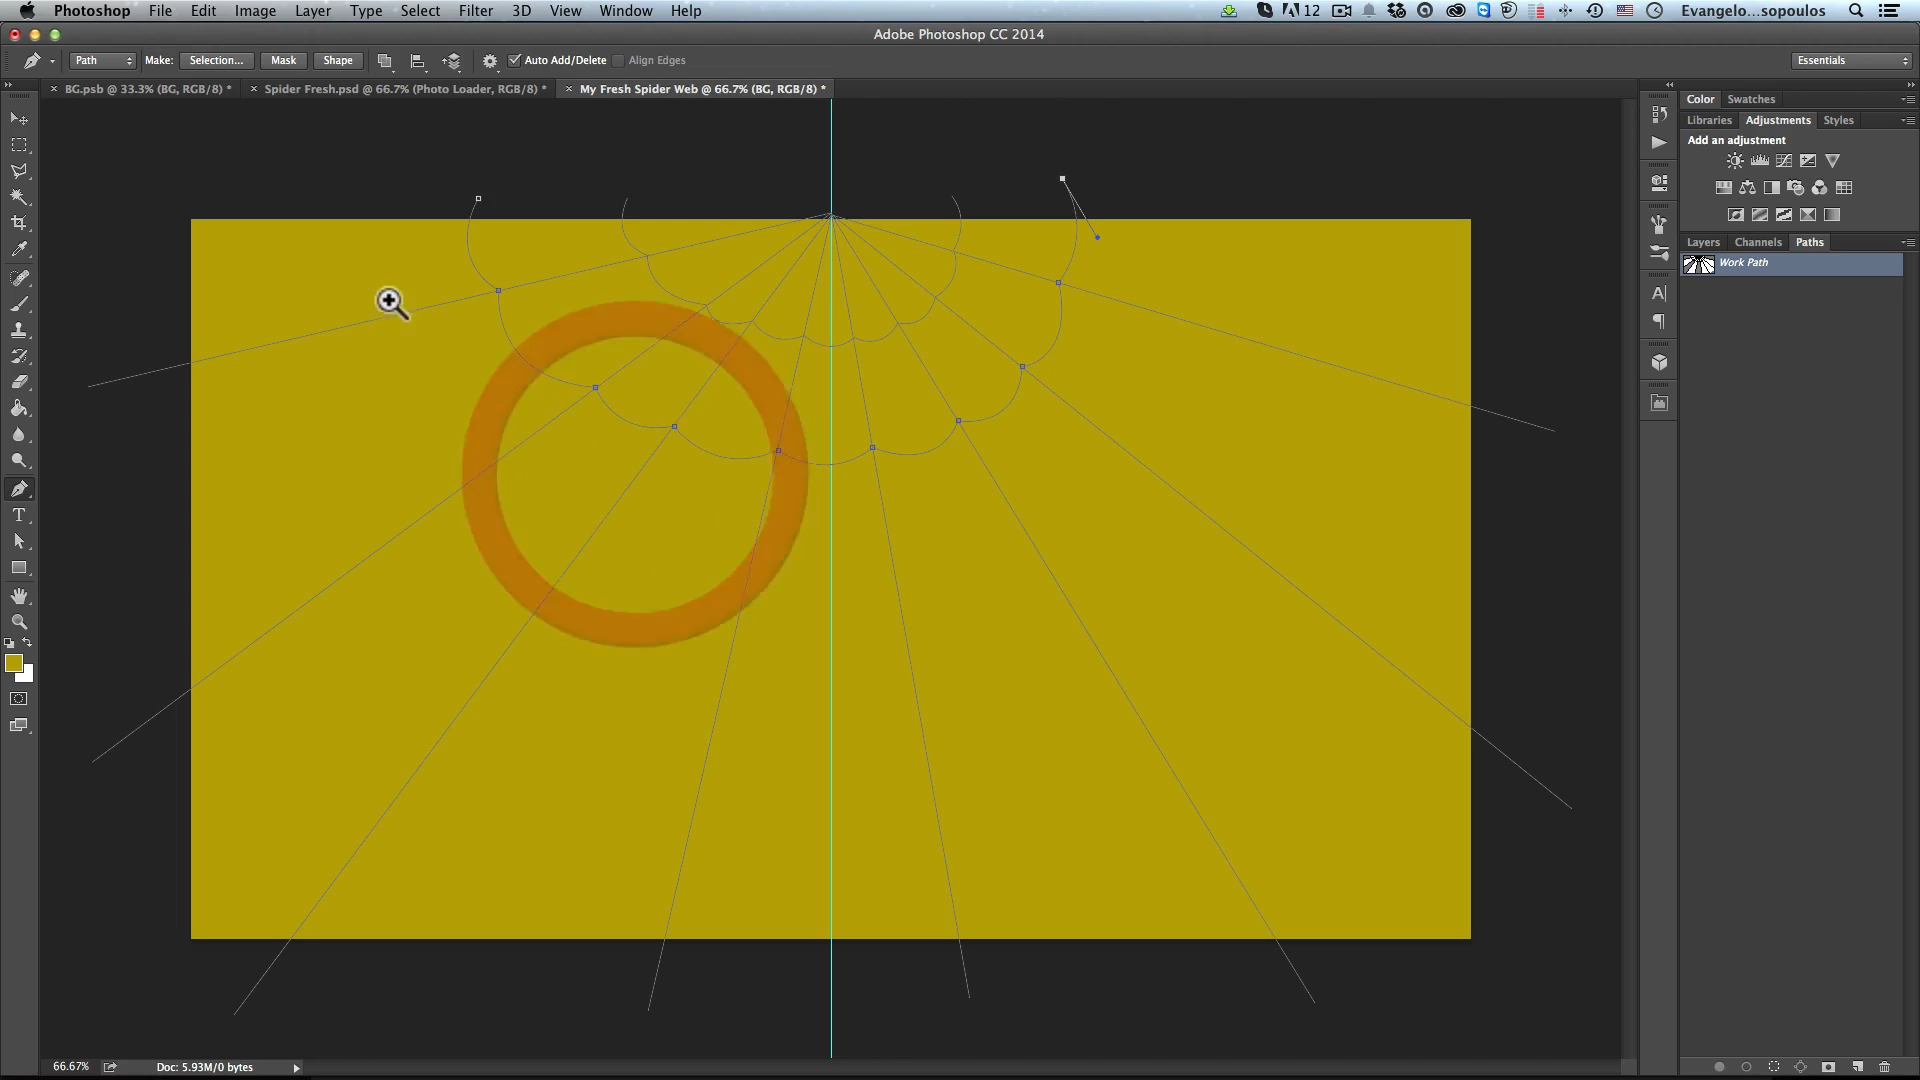 Photoshop File Edit Image Layer Type Select Filter 3D View Window Help 12 Evangelo...sopoulos
Adobe Photoshop CC 2014
Path Make: Selection... Mask Shape Auto Add/Delete Align Edges Essentials
BG.psb @ 33.3% (BG, RGB/8) * Spider Fresh.psd @ 66.7% (Photo Loader, RGB/8) * My Fresh Spider Web @ 66.7% (BG, RGB/8) *
Color Swatches
Libraries Adjustments Styles
Add an adjustment
Layers Channels Paths
Work Path
66.67% Doc: 5.93M/0 bytes